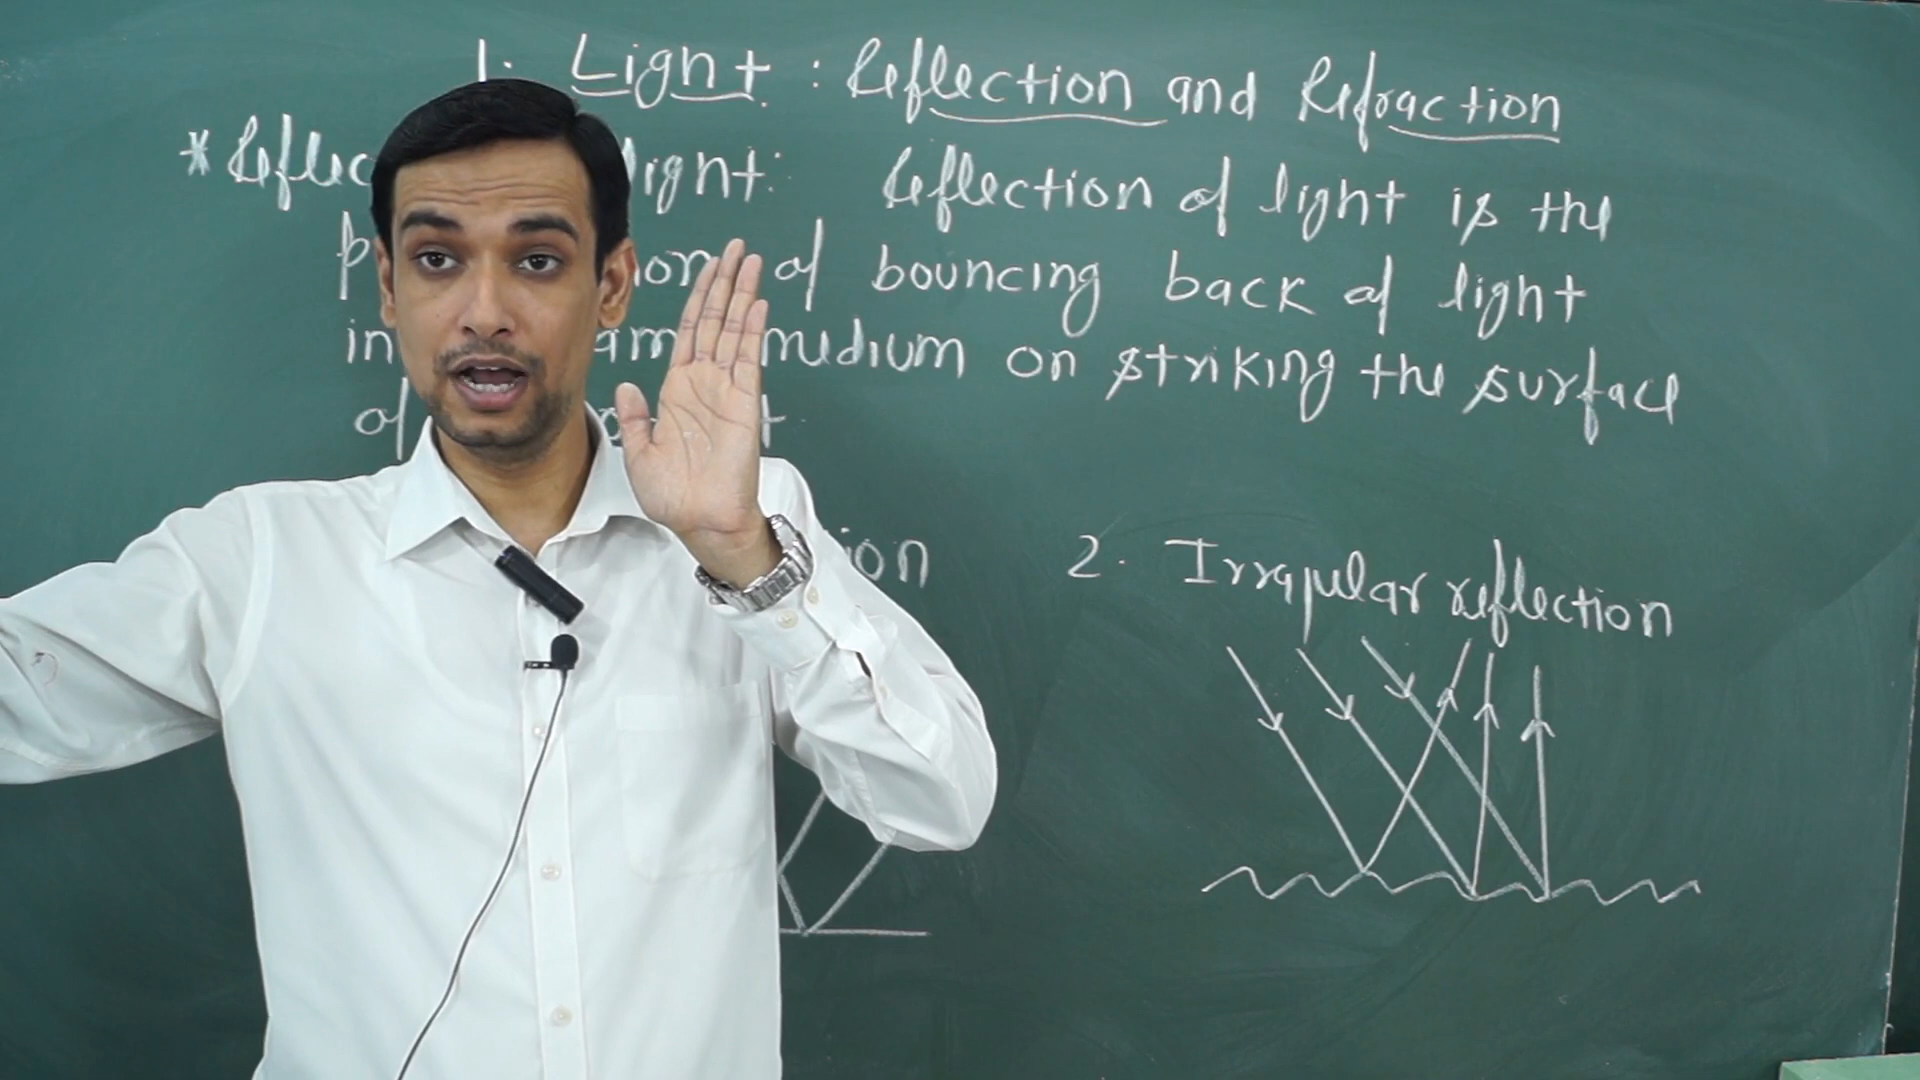 1. Light : Reflection and Refraction
* Reflec light: Reflection of light is the
of bouncing back of light
in medium on striking the surface
of
2. Irregular reflection